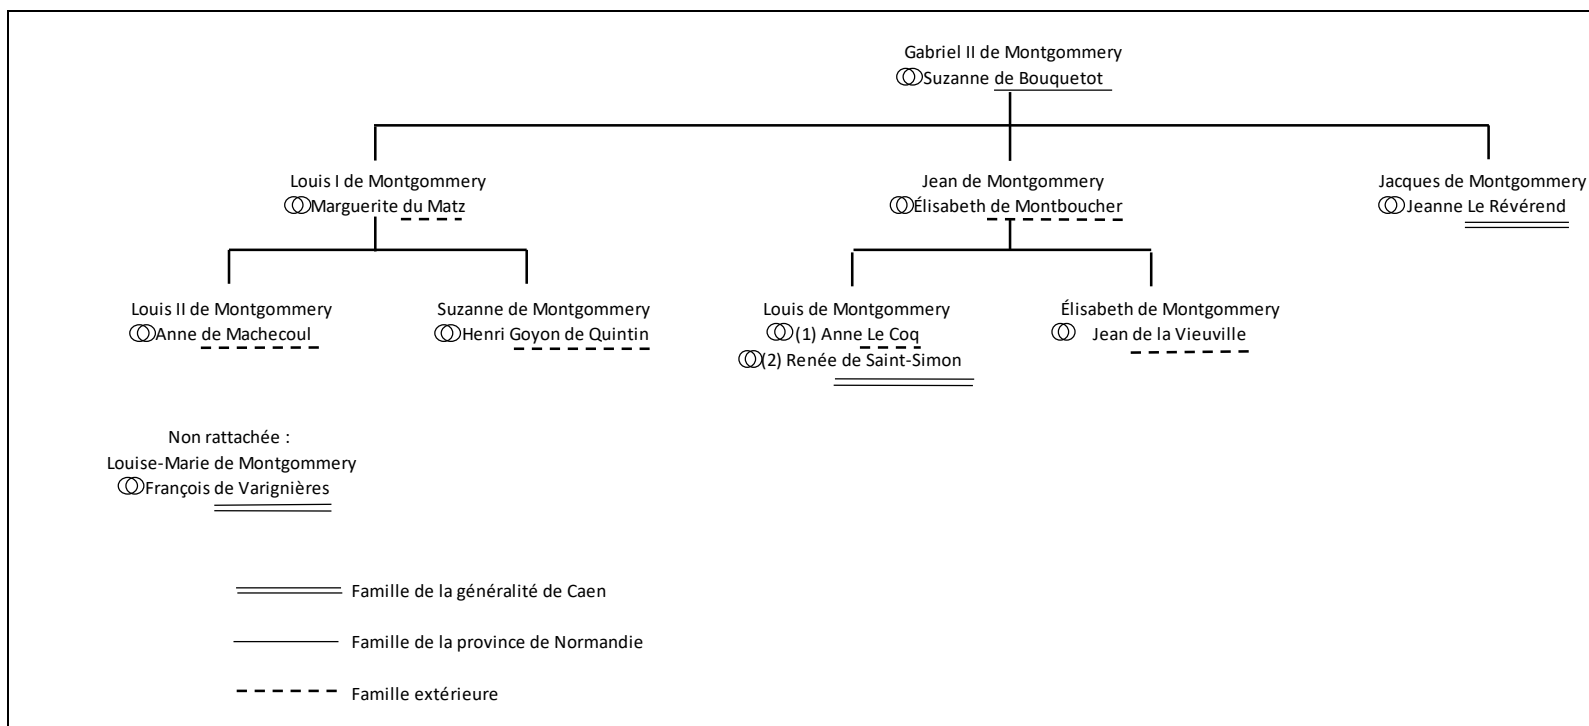 Gabriel II de Montgommery
Suzanne de Bouquetot
Louis I de Montgommery
Marguerite du Matz
Jean de Montgommery
Élisabeth de Montboucher
Jacques de Montgommery
Jeanne Le Révérend
Louis II de Montgommery
Anne de Machecoul
Suzanne de Montgommery
Henri Goyon de Quintin
Louis de Montgommery
(1) Anne Le Coq
(2) Renée de Saint-Simon
Élisabeth de Montgommery
Jean de la Vieuville
Non rattachée :
Louise-Marie de Montgommery
François de Varignières
Famille de la généralité de Caen
Famille de la province de Normandie
Famille extérieure